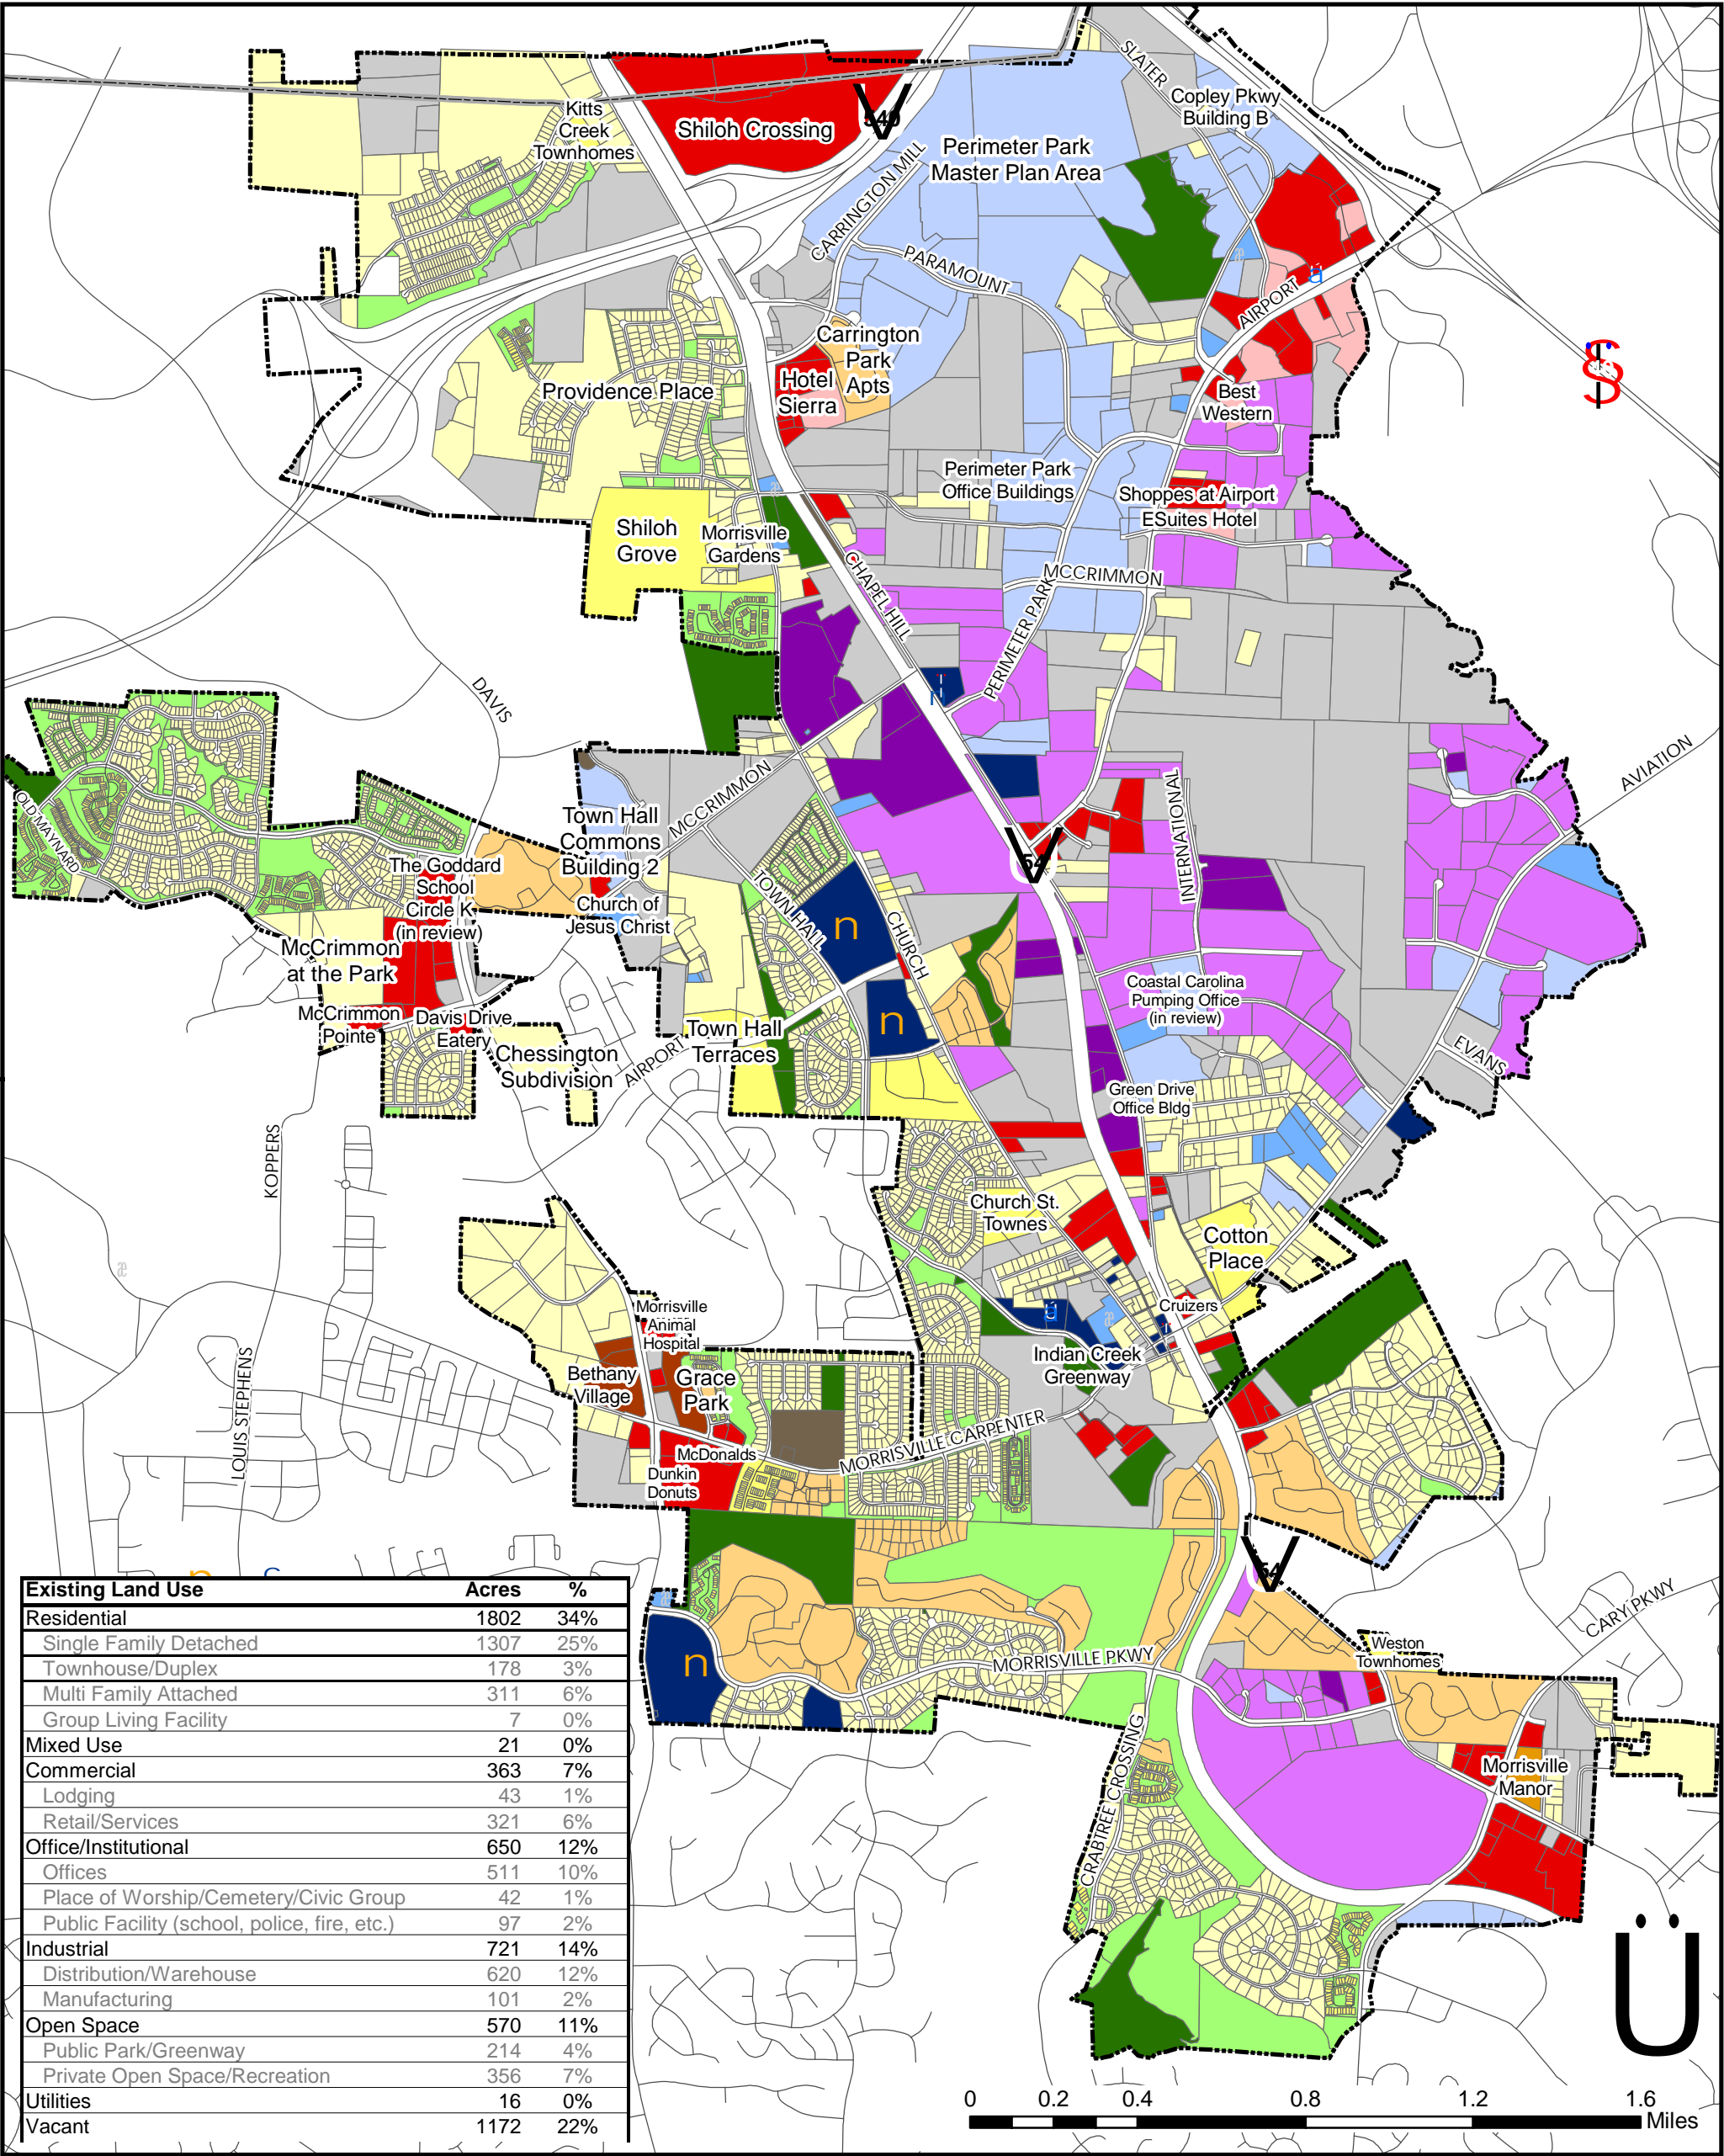 SLATER
Copley Pkwy
Building B
Kitts
Creek
Townhomes
Shiloh Crossing
540
Perimeter Park
Master Plan Area
CARRINGTON MILL
PARAMOUNT
AIRPORT
Carrington
Park
Apts
Hotel
Sierra
Providence Place
Best
Western
Perimeter Park
Office Buildings
Shoppes at Airport
ESuites Hotel
Shiloh
Grove
Morrisville
Gardens
CHAPEL HILL
MCCRIMMON
PERIMETER PARK
DAVIS
AVIATION
MCCRIMMON
OLD MAYNARD
Town Hall
Commons
Building 2
INTERNATIONAL
54
The Goddard
School
Circle K
(in review)
Church of
Jesus Christ
TOWN HALL
n
CHURCH
McCrimmon
at the Park
Coastal Carolina
Pumping Office
(in review)
McCrimmon
Pointe
Davis Drive
Eatery
Town Hall
Terraces
n
Chessington
Subdivision
AIRPORT
EVANS
Green Drive
Office Bldg
KOPPERS
Church St.
Townes
Cotton
Place
æ
Morrisville
Animal
Hospital
Cruizers
Indian Creek
Greenway
Bethany
Village
Grace
Park
LOUIS STEPHENS
MORRISVILLE CARPENTER
McDonalds
Dunkin
Donuts
54
CARY PKWY
Weston
Townhomes
n
MORRISVILLE PKWY
CRABTREE CROSSING
Morrisville
Manor
Existing Land Use Acres %
Residential 1802 34%
Single Family Detached 1307 25%
Townhouse/Duplex 178 3%
Multi Family Attached 311 6%
Group Living Facility 7 0%
Mixed Use 21 0%
Commercial 363 7%
Lodging 43 1%
Retail/Services 321 6%
Office/Institutional 650 12%
Offices 511 10%
Place of Worship/Cemetery/Civic Group 42 1%
Public Facility (school, police, fire, etc.) 97 2%
Industrial 721 14%
Distribution/Warehouse 620 12%
Manufacturing 101 2%
Open Space 570 11%
Public Park/Greenway 214 4%
Private Open Space/Recreation 356 7%
Utilities 16 0%
Vacant 1172 22%
Ü
0 0.2 0.4 0.8 1.2 1.6
Miles